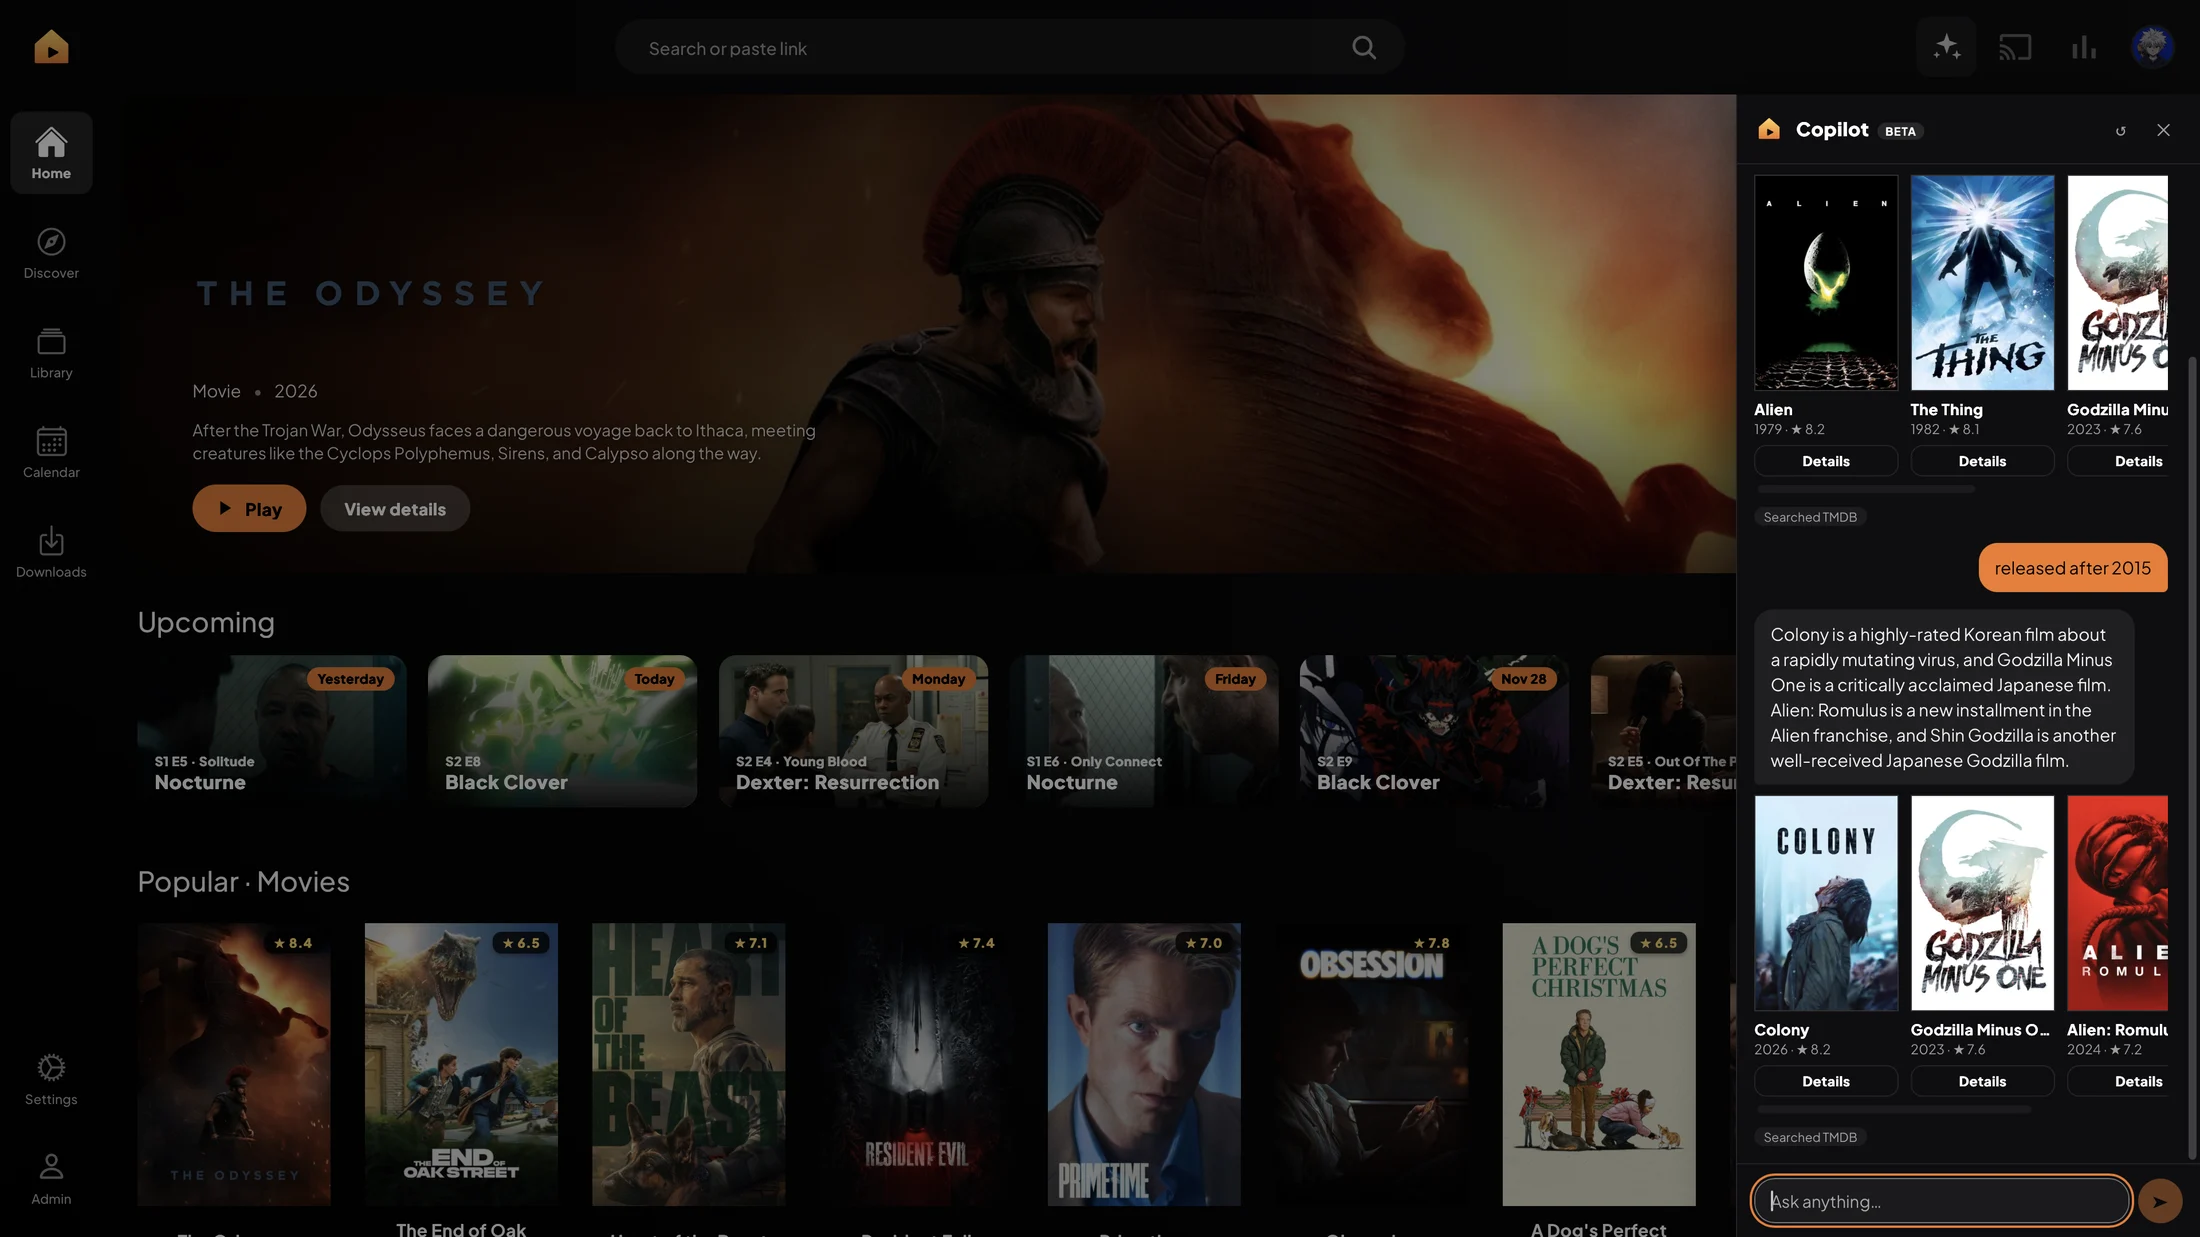 Search or paste link
Home
Discover
Library
Calendar
Downloads
Settings
Admin
THE ODYSSEY
Movie • 2026
After the Trojan War, Odysseus faces a dangerous voyage back to Ithaca, meeting
creatures like the Cyclops Polyphemus, Sirens, and Calypso along the way.
Play
View details
Upcoming
Yesterday
S1 E5 · Solitude
Nocturne
Today
S2 E8
Black Clover
Monday
S2 E4 · Young Blood
Dexter: Resurrection
Friday
S1 E6 · Only Connect
Nocturne
Nov 28
S2 E9
Black Clover
S2 E5 · Out Of The P
Dexter: Resu
Popular · Movies
★ 8.4
THE ODYSSEY
★ 6.5
THE END OF
OAK STREET
The End of Oak
★ 7.1
HEART
OF
THE
BEAST
★ 7.4
RESIDENT EVIL
★ 7.0
PRIMETIME
★ 7.8
OBSESSION
★ 6.5
A DOG'S
PERFECT
CHRISTMAS
A Dog's Perfect
Copilot BETA
ALIEN
Alien
1979 · ★ 8.2
Details
THE
THING
The Thing
1982 · ★ 8.1
Details
GODZI
MINUS O
Godzilla Minu
2023 · ★ 7.6
Details
Searched TMDB
released after 2015
Colony is a highly-rated Korean film about
a rapidly mutating virus, and Godzilla Minus
One is a critically acclaimed Japanese film.
Alien: Romulus is a new installment in the
Alien franchise, and Shin Godzilla is another
well-received Japanese Godzilla film.
COLONY
Colony
2026 · ★ 8.2
Details
GODZILLA
MINUS ONE
Godzilla Minus O...
2023 · ★ 7.6
Details
ALIE
ROMUL
Alien: Romulu
2024 · ★ 7.2
Details
Searched TMDB
Ask anything...